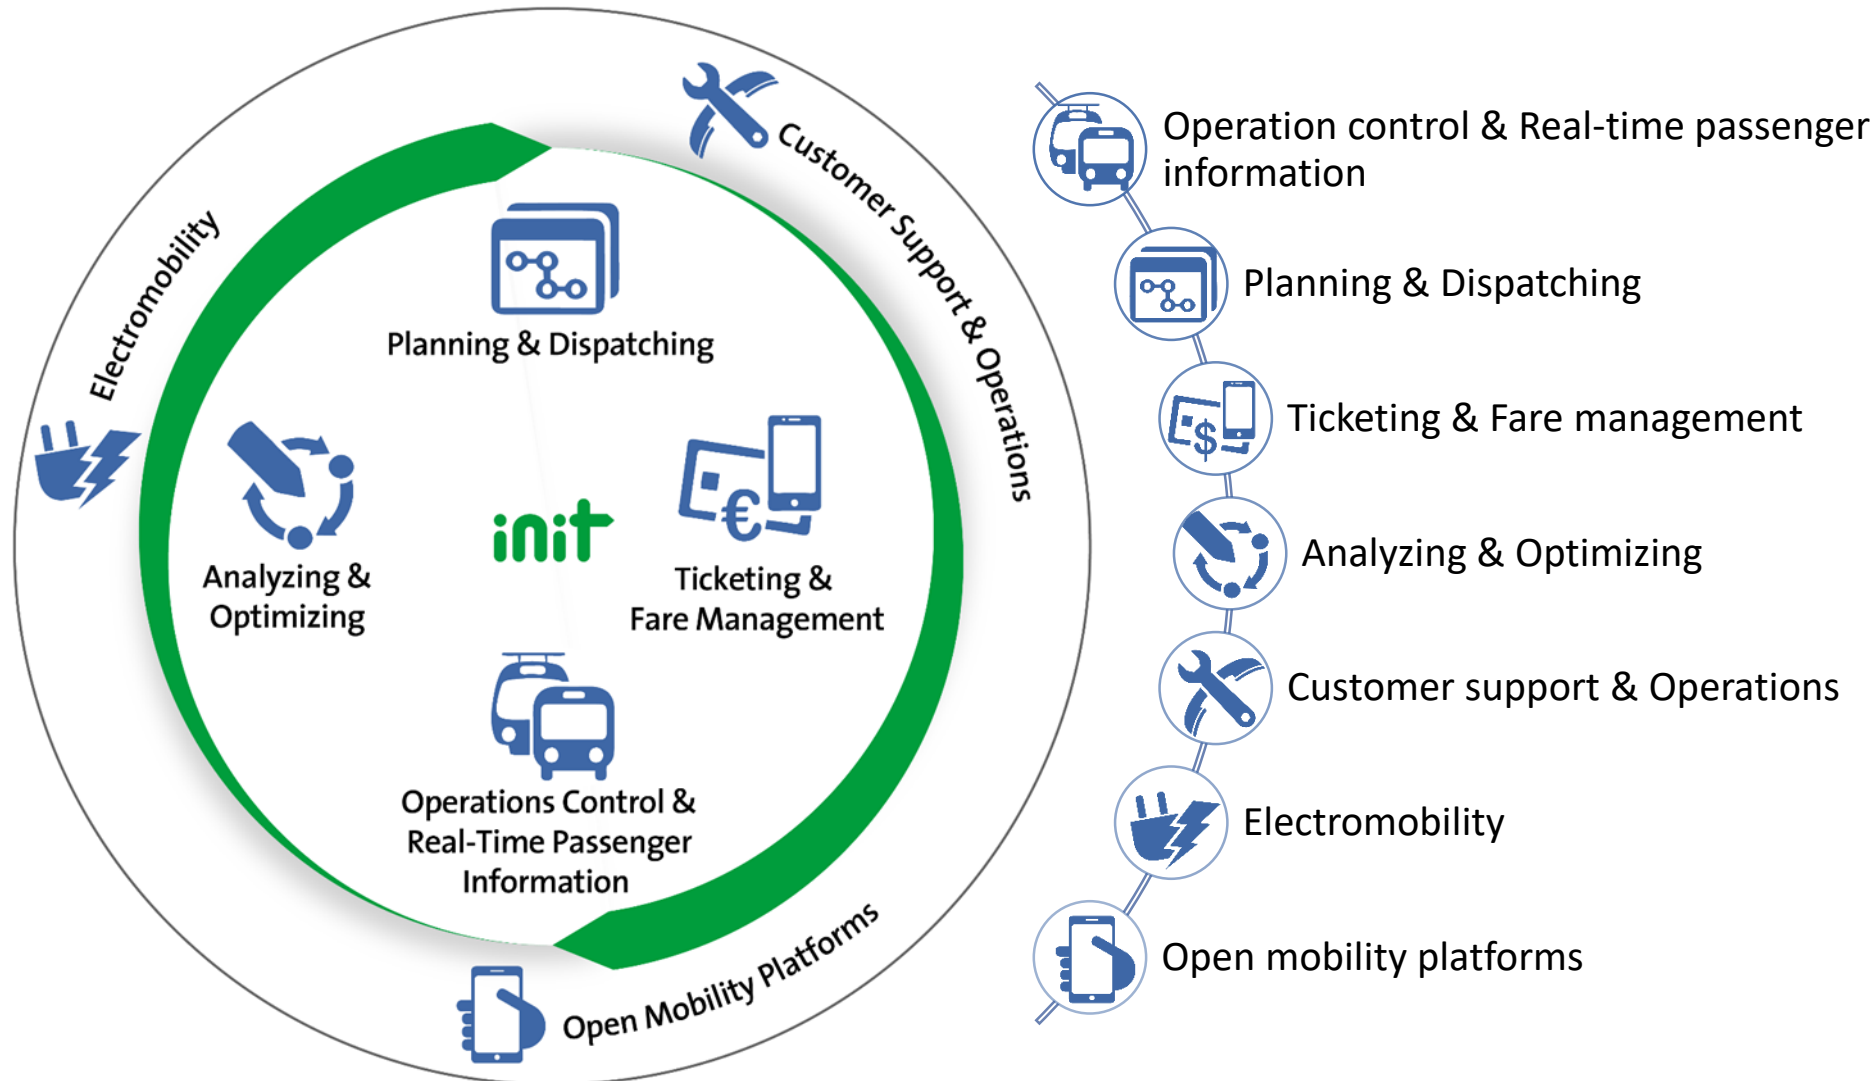 Customer Support & Operations
Electromobility
Planning & Dispatching
Analyzing &
Optimizing
init
€
Ticketing &
Fare Management
Operations Control &
Real-Time Passenger
Information
Open Mobility Platforms
Operation control & Real-time passenger
information
Planning & Dispatching
$
Ticketing & Fare management
Analyzing & Optimizing
Customer support & Operations
Electromobility
Open mobility platforms